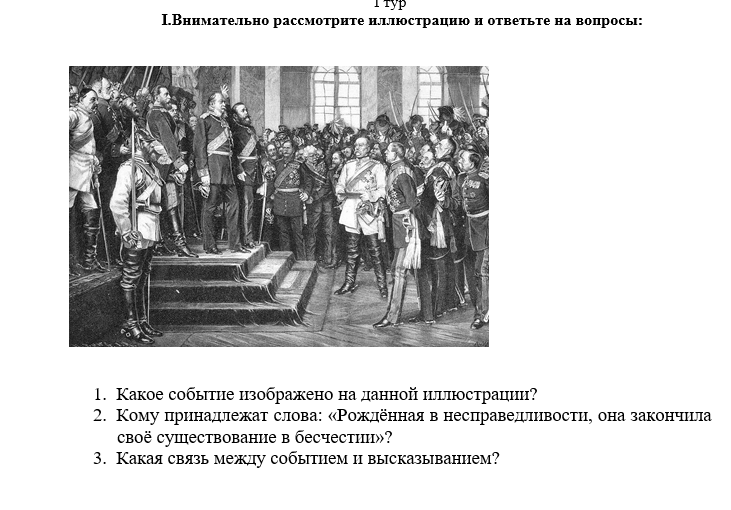 1 тур
I.Внимательно рассмотрите иллюстрацию и ответьте на вопросы:
1. Какое событие изображено на данной иллюстрации?
2. Кому принадлежат слова: «Рождённая в несправедливости, она закончила
своё существование в бесчестии»?
3. Какая связь между событием и высказыванием?